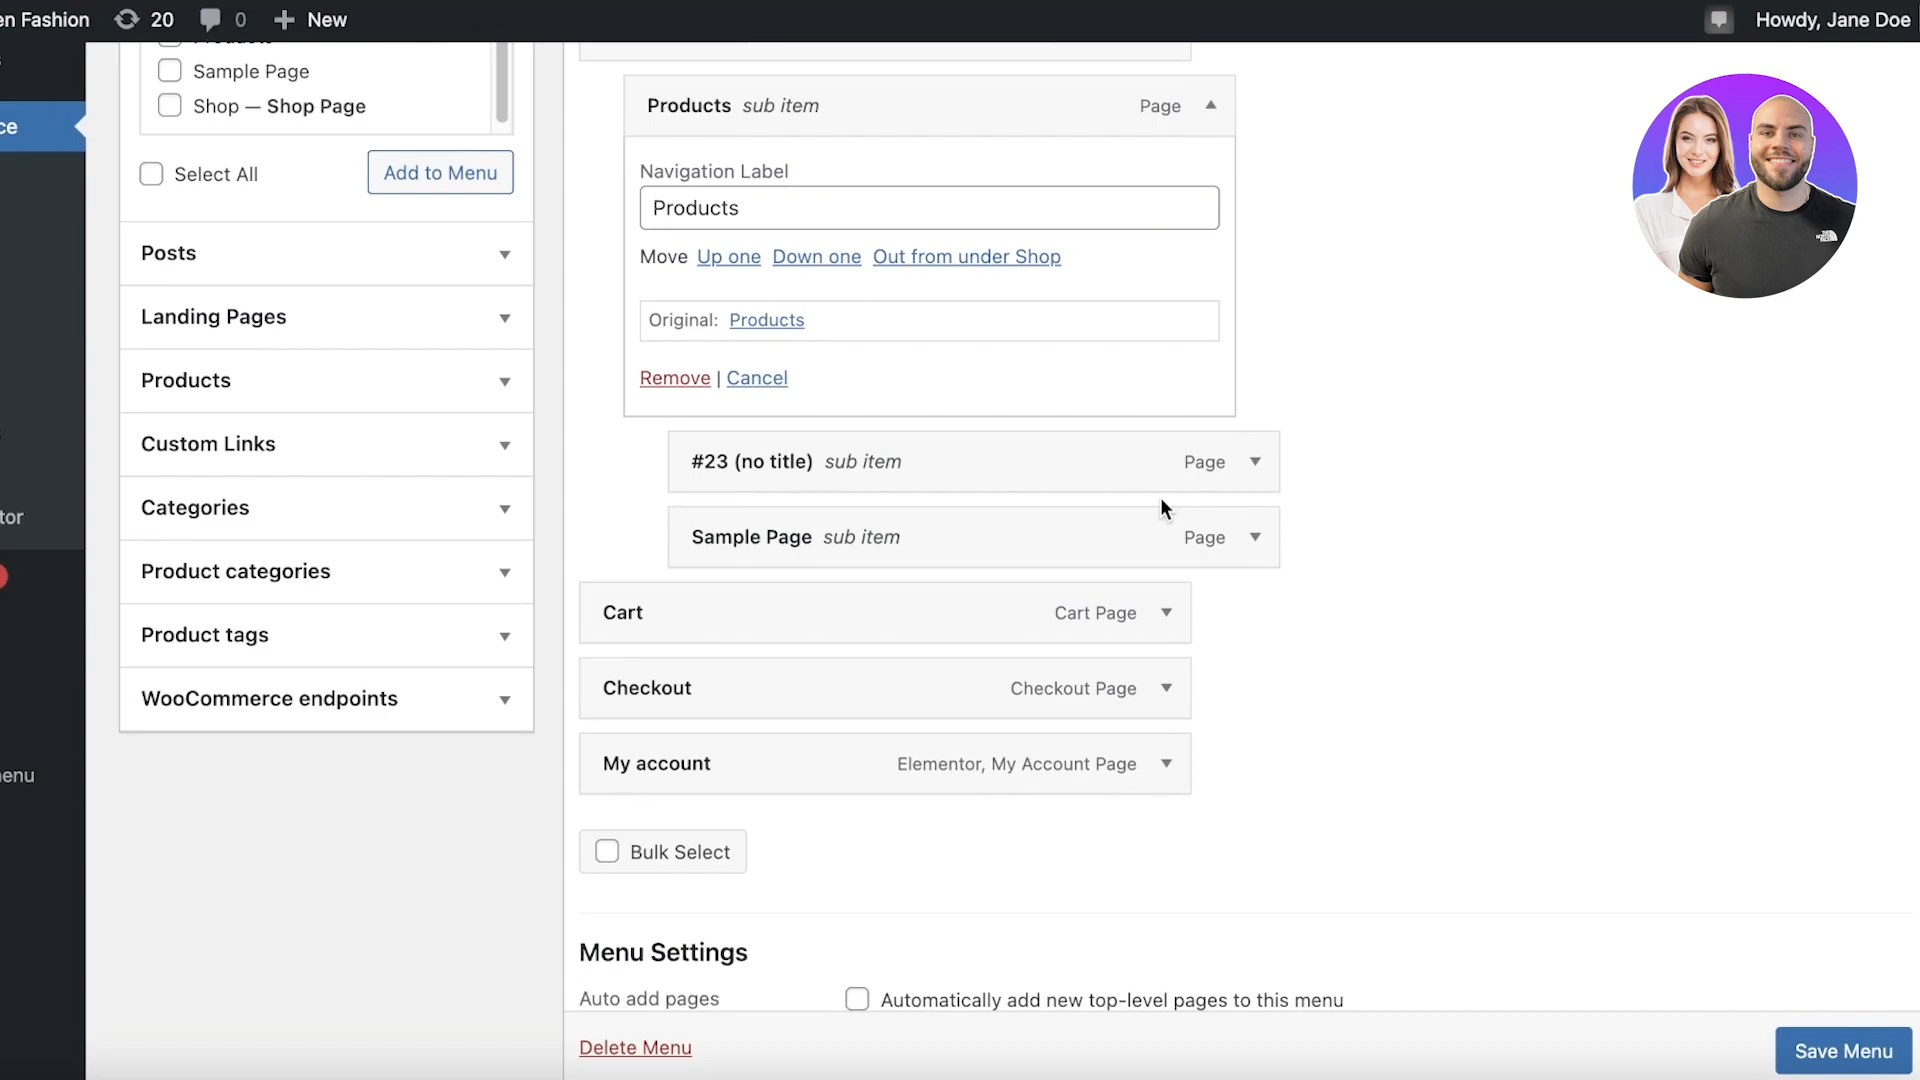 en Fashion 20 0 New Howdy, Jane Doe
Sample Page
Shop — Shop Page
Select All Add to Menu
ce
tor
enu
Posts
Landing Pages
Products
Custom Links
Categories
Product categories
Product tags
WooCommerce endpoints
Products sub item Page
Navigation Label
Products
Move Up one Down one Out from under Shop
Original: Products
Remove | Cancel
#23 (no title) sub item Page
Sample Page sub item Page
Cart Cart Page
Checkout Checkout Page
My account Elementor, My Account Page
Bulk Select
Menu Settings
Auto add pages Automatically add new top-level pages to this menu
Delete Menu Save Menu